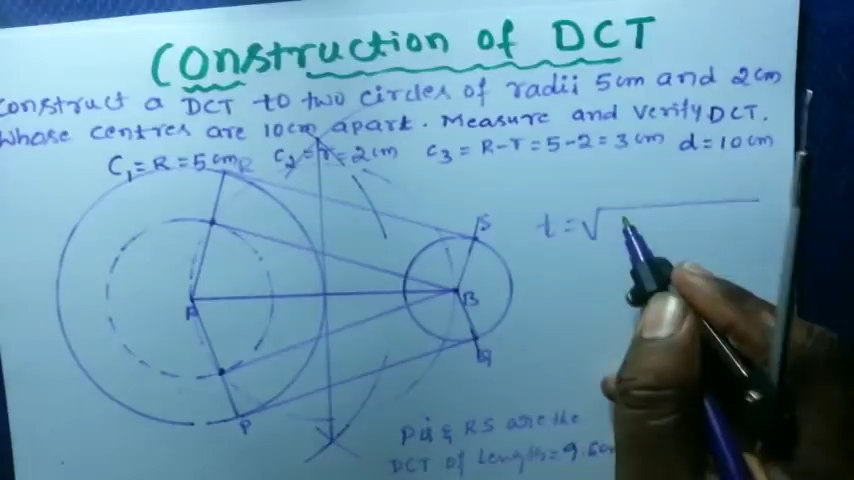 Construction of DCT
Construct a DCT to two circles of radii 5cm and 2cm
Whose centres are 10cm apart. Measure and verify DCT.
C1 = R = 5cm C2 = r = 2cm C3 = R-r = 5-2 = 3cm d = 10cm
R
S
t = √
A
B
Q
P
PQ & RS are the
DCT of length = 9.5cm